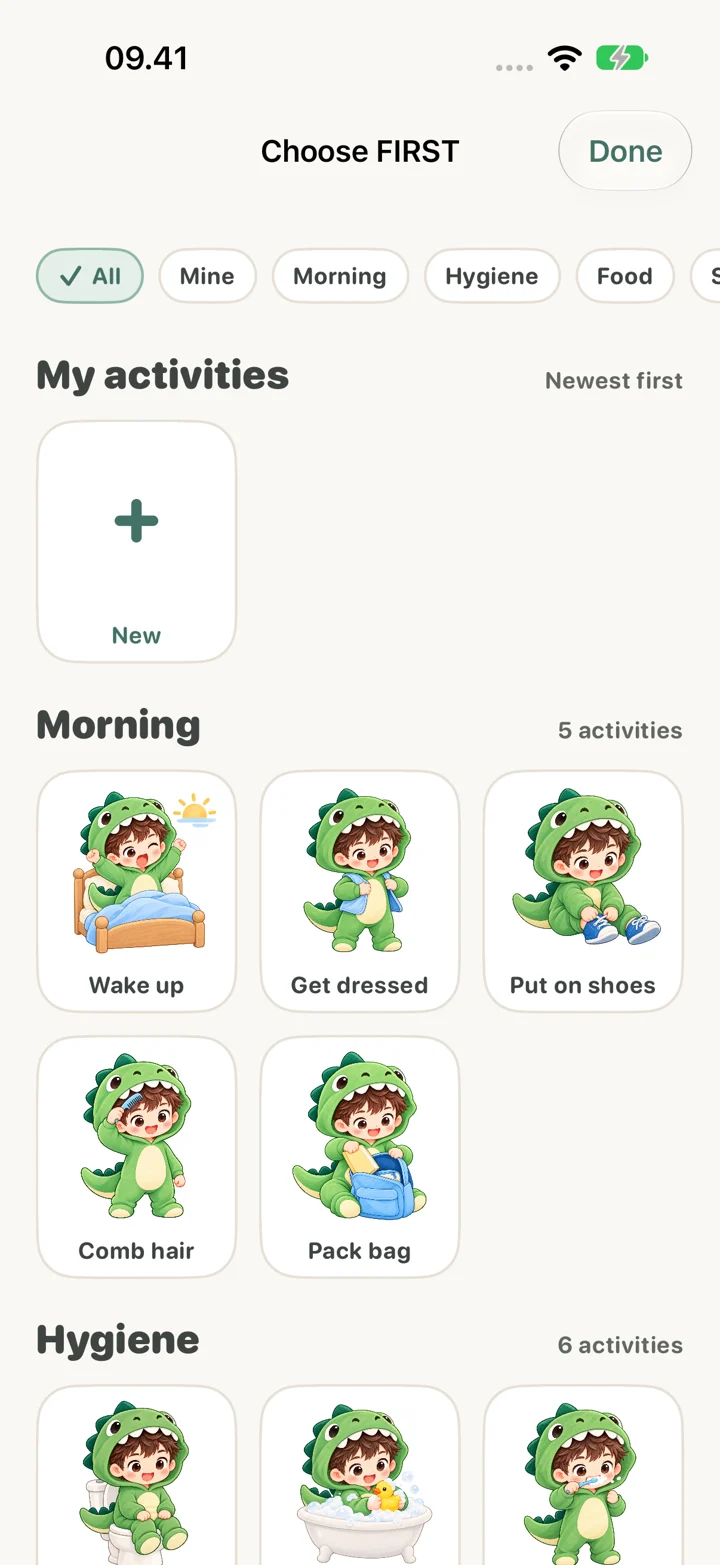 09.41
Choose FIRST
Done
All
Mine
Morning
Hygiene
Food
My activities
Newest first
New
Morning
5 activities
Wake up
Get dressed
Put on shoes
Comb hair
Pack bag
Hygiene
6 activities